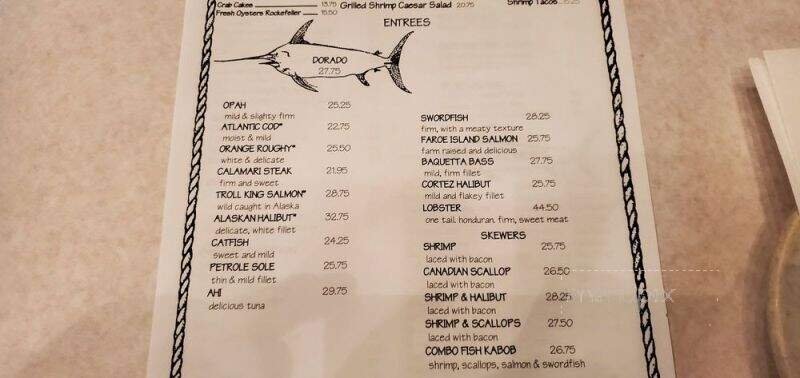 Crab Cakes 13.75 Grilled Shrimp Caesar Salad 20.75 Shrimp Tacos
Fresh Oysters Rockefeller 15.50
ENTREES
DORADO
27.75
OPAH 25.25
mild & slighty firm
ATLANTIC COD* 22.75
moist & mild
ORANGE ROUGHY* 25.50
white & delicate
CALAMARI STEAK 21.95
firm and sweet
TROLL KING SALMON* 28.75
wild caught in Alaska
ALASKAN HALIBUT* 32.75
delicate, white fillet
CATFISH 24.25
sweet and mild
PETROLE SOLE 25.75
thin & mild fillet
AHI 29.75
delicious tuna
SWORDFISH 28.25
firm, with a meaty texture
FAROE ISLAND SALMON 25.75
farm raised and delicious
BAQUETTA BASS 27.75
mild, firm fillet
CORTEZ HALIBUT 25.75
mild and flakey fillet
LOBSTER 44.50
one tail honduran. firm, sweet meat
SKEWERS
SHRIMP 25.75
laced with bacon
CANADIAN SCALLOP 26.50
laced with bacon
SHRIMP & HALIBUT 28.25
laced with bacon
SHRIMP & SCALLOPS 27.50
laced with bacon
COMBO FISH KABOB 26.75
shrimp, scallops, salmon & swordfish